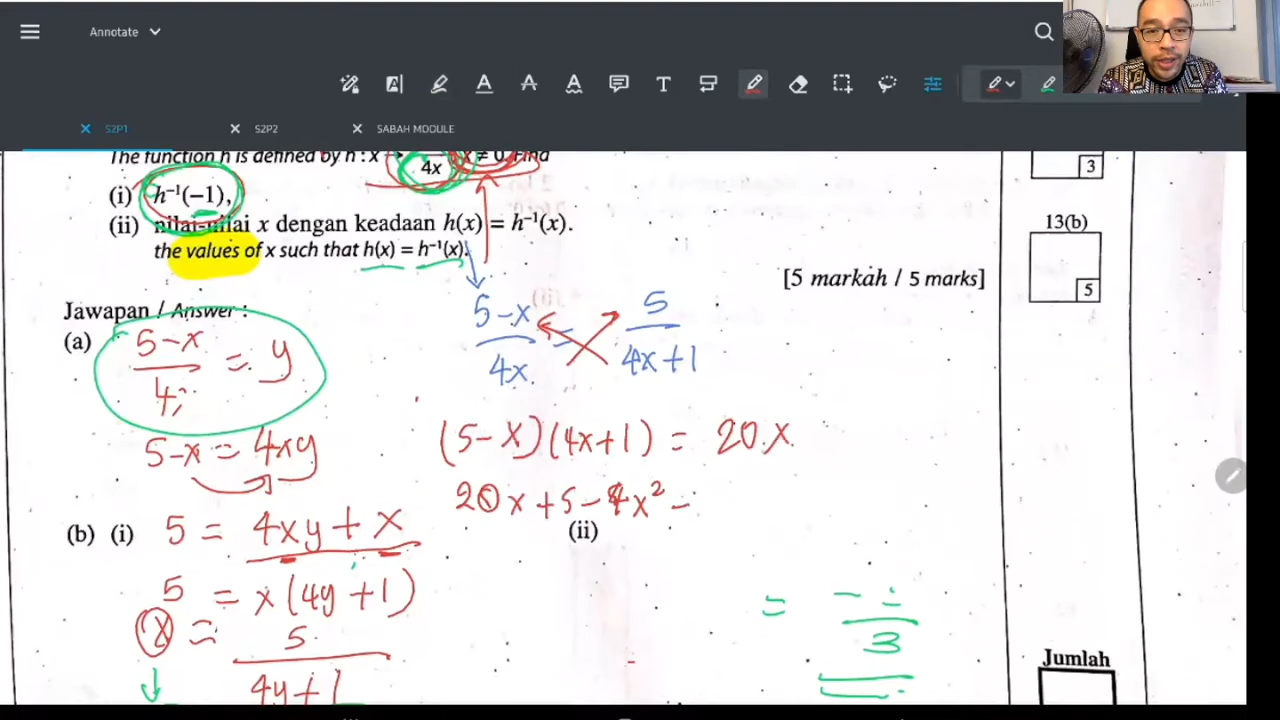 Annotate
S2P1 S2P2 SABAH MODULE
The function h is defined by h : x → 4x, x ≠ 0. Find
3
(i) h⁻¹(−1),
(ii) nilai-nilai x dengan keadaan h(x) = h⁻¹(x).
the values of x such that h(x) = h⁻¹(x).
13(b)
5
[5 markah / 5 marks]
Jawapan / Answer :
(a) 5−x / 4x = y
5−x / 4x = 5 / 4x+1
5−x = 4xy
(5−x)(4x+1) = 20x
20x + 5 − 4x² −
(b) (i) 5 = 4xy + x
(ii)
5 = x(4y + 1)
x = 5 / 4y+1
= − / 3
Jumlah